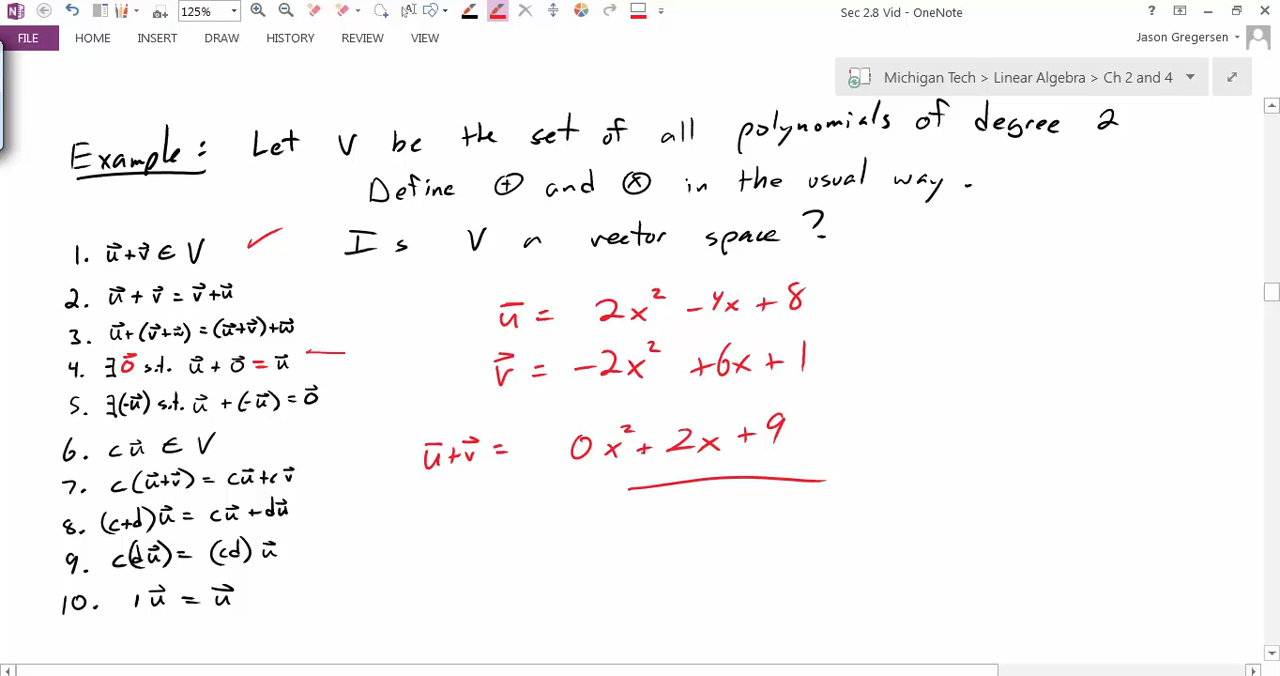 125%
Sec 2.8 Vid - OneNote
?
Jason Gregersen
FILE HOME INSERT DRAW HISTORY REVIEW VIEW
Michigan Tech > Linear Algebra > Ch 2 and 4
Example: Let V be the set of all polynomials of degree 2
Define ⊕ and ⊗ in the usual way.
Is V a vector space?
1. u⃗+v⃗ ∈ V ✓
2. u⃗ + v⃗ = v⃗+u⃗
3. u⃗+(v⃗+w⃗) = (u⃗+v⃗)+w⃗
4. ∃ 0⃗ s.t. u⃗ + 0⃗ = u⃗
5. ∃(-u⃗) s.t. u⃗ + (-u⃗) = 0⃗
6. c u⃗ ∈ V
7. c(u⃗+v⃗) = cu⃗+cv⃗
8. (c+d)u⃗ = cu⃗+du⃗
9. c(du⃗) = (cd) u⃗
10. 1u⃗ = u⃗
u⃗ = 2x² - 4x + 8
v⃗ = -2x² + 6x + 1
u⃗+v⃗ = 0x² + 2x + 9